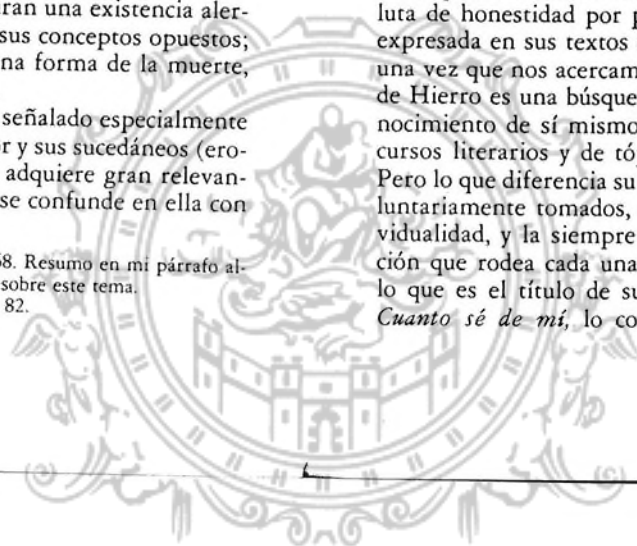 ran una existencia aler-
sus conceptos opuestos;
na forma de la muerte,
señalado especialmente
r y sus sucedáneos (ero-
adquiere gran relevan-
se confunde en ella con
8. Resumo en mi párrafo al-
sobre este tema.
82.
luta de honestidad por
expresada en sus textos
una vez que nos acercam
de Hierro es una búsque
nocimiento de sí mismo
cursos literarios y de tó
Pero lo que diferencia su
luntariamente tomados,
vidualidad, y la siempre
ción que rodea cada una
lo que es el título de su
Cuanto sé de mí, lo co